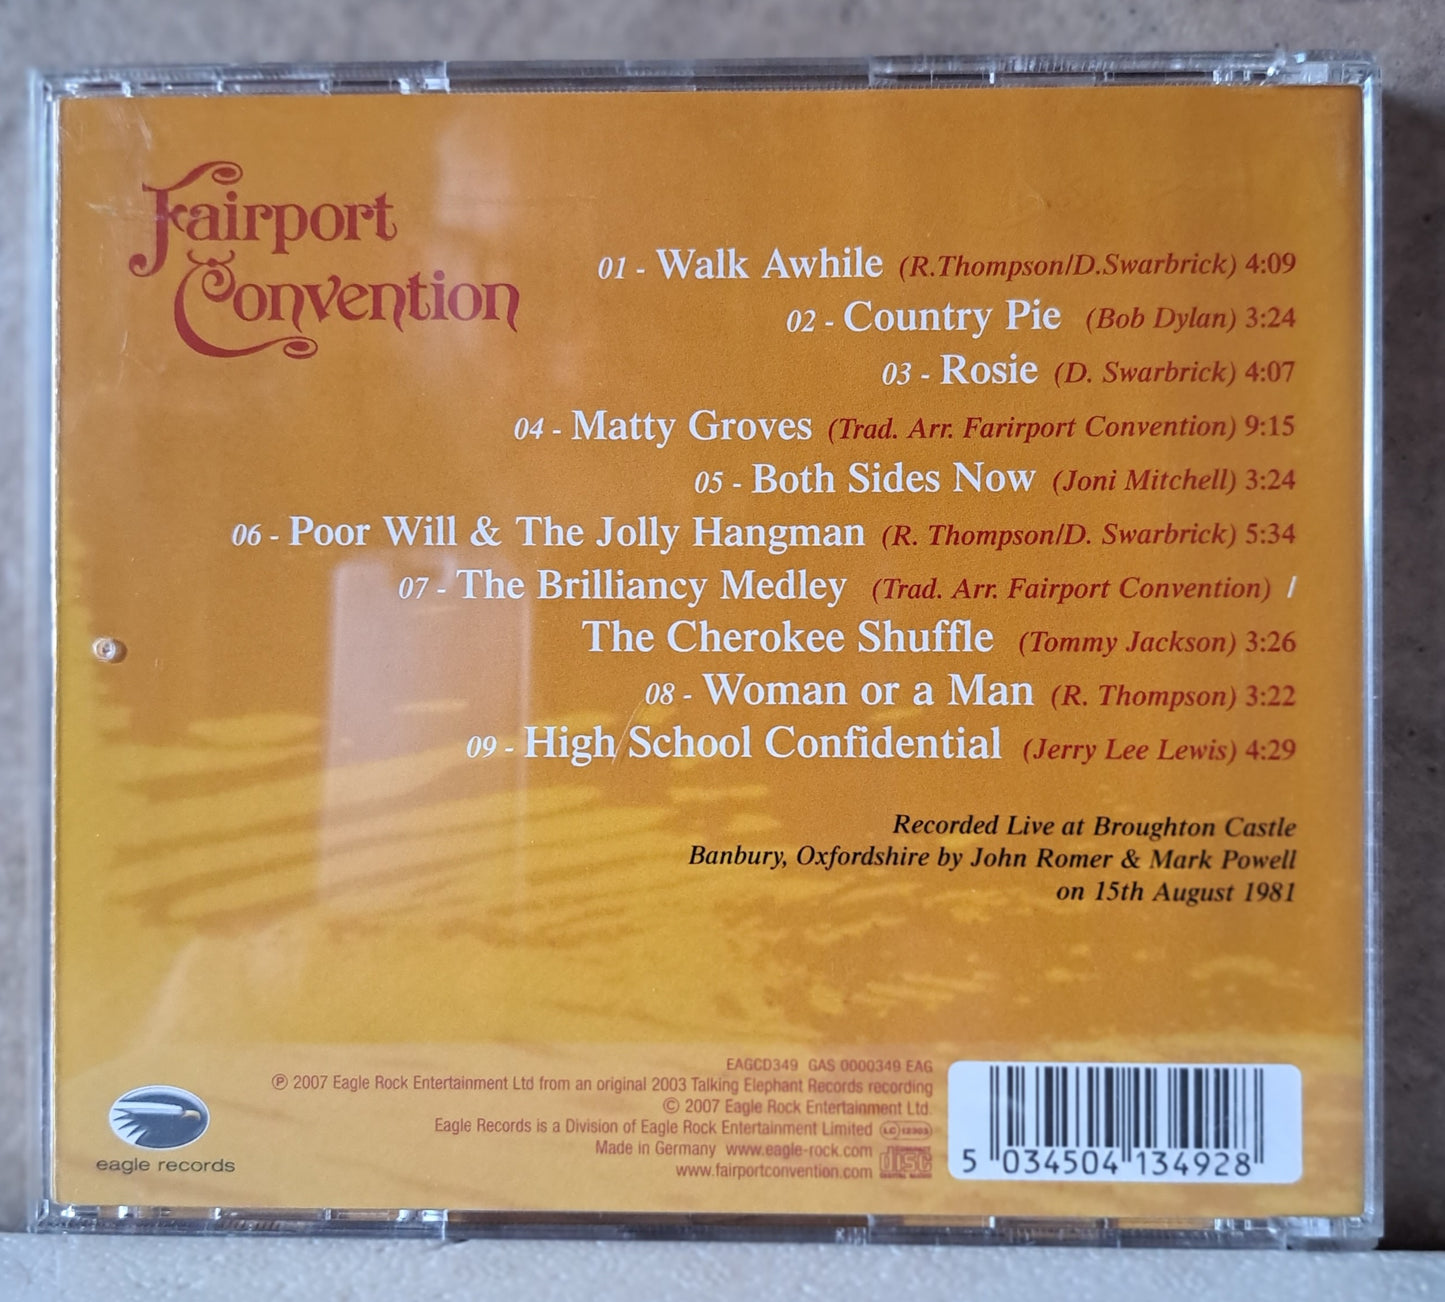 Fairport
Convention
01 - Walk Awhile (R.Thompson/D.Swarbrick) 4:09
02 - Country Pie (Bob Dylan) 3:24
03 - Rosie (D. Swarbrick) 4:07
04 - Matty Groves (Trad. Arr. Farirport Convention) 9:15
05 - Both Sides Now (Joni Mitchell) 3:24
06 - Poor Will & The Jolly Hangman (R. Thompson/D. Swarbrick) 5:34
07 - The Brilliancy Medley (Trad. Arr. Fairport Convention) /
The Cherokee Shuffle (Tommy Jackson) 3:26
08 - Woman or a Man (R. Thompson) 3:22
09 - High School Confidential (Jerry Lee Lewis) 4:29
Recorded Live at Broughton Castle
Banbury, Oxfordshire by John Romer & Mark Powell
on 15th August 1981
EAGCD349 GAS 0000349 EAG
℗ 2007 Eagle Rock Entertainment Ltd from an original 2003 Talking Elephant Records recording
© 2007 Eagle Rock Entertainment Ltd.
Eagle Records is a Division of Eagle Rock Entertainment Limited LC 12303
Made in Germany www.eagle-rock.com
www.fairportconvention.com
COMPACT
disc
DIGITAL AUDIO
eagle records
5 034504 134928